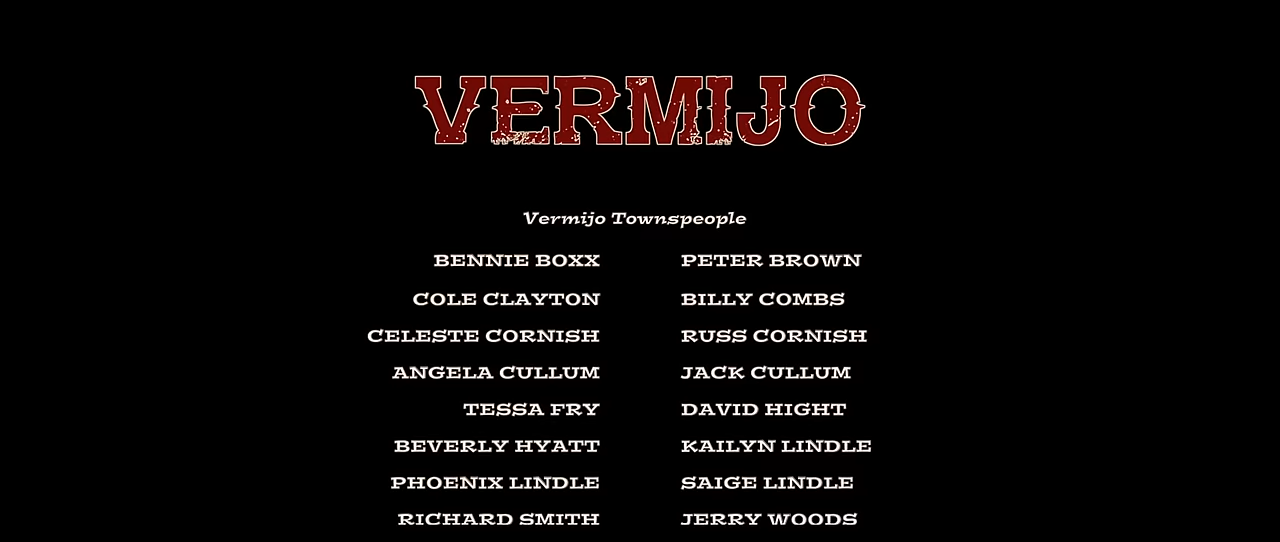 VERMIJO
Vermijo Townspeople
BENNIE BOXX PETER BROWN
COLE CLAYTON BILLY COMBS
CELESTE CORNISH RUSS CORNISH
ANGELA CULLUM JACK CULLUM
TESSA FRY DAVID HIGHT
BEVERLY HYATT KAILYN LINDLE
PHOENIX LINDLE SAIGE LINDLE
RICHARD SMITH JERRY WOODS